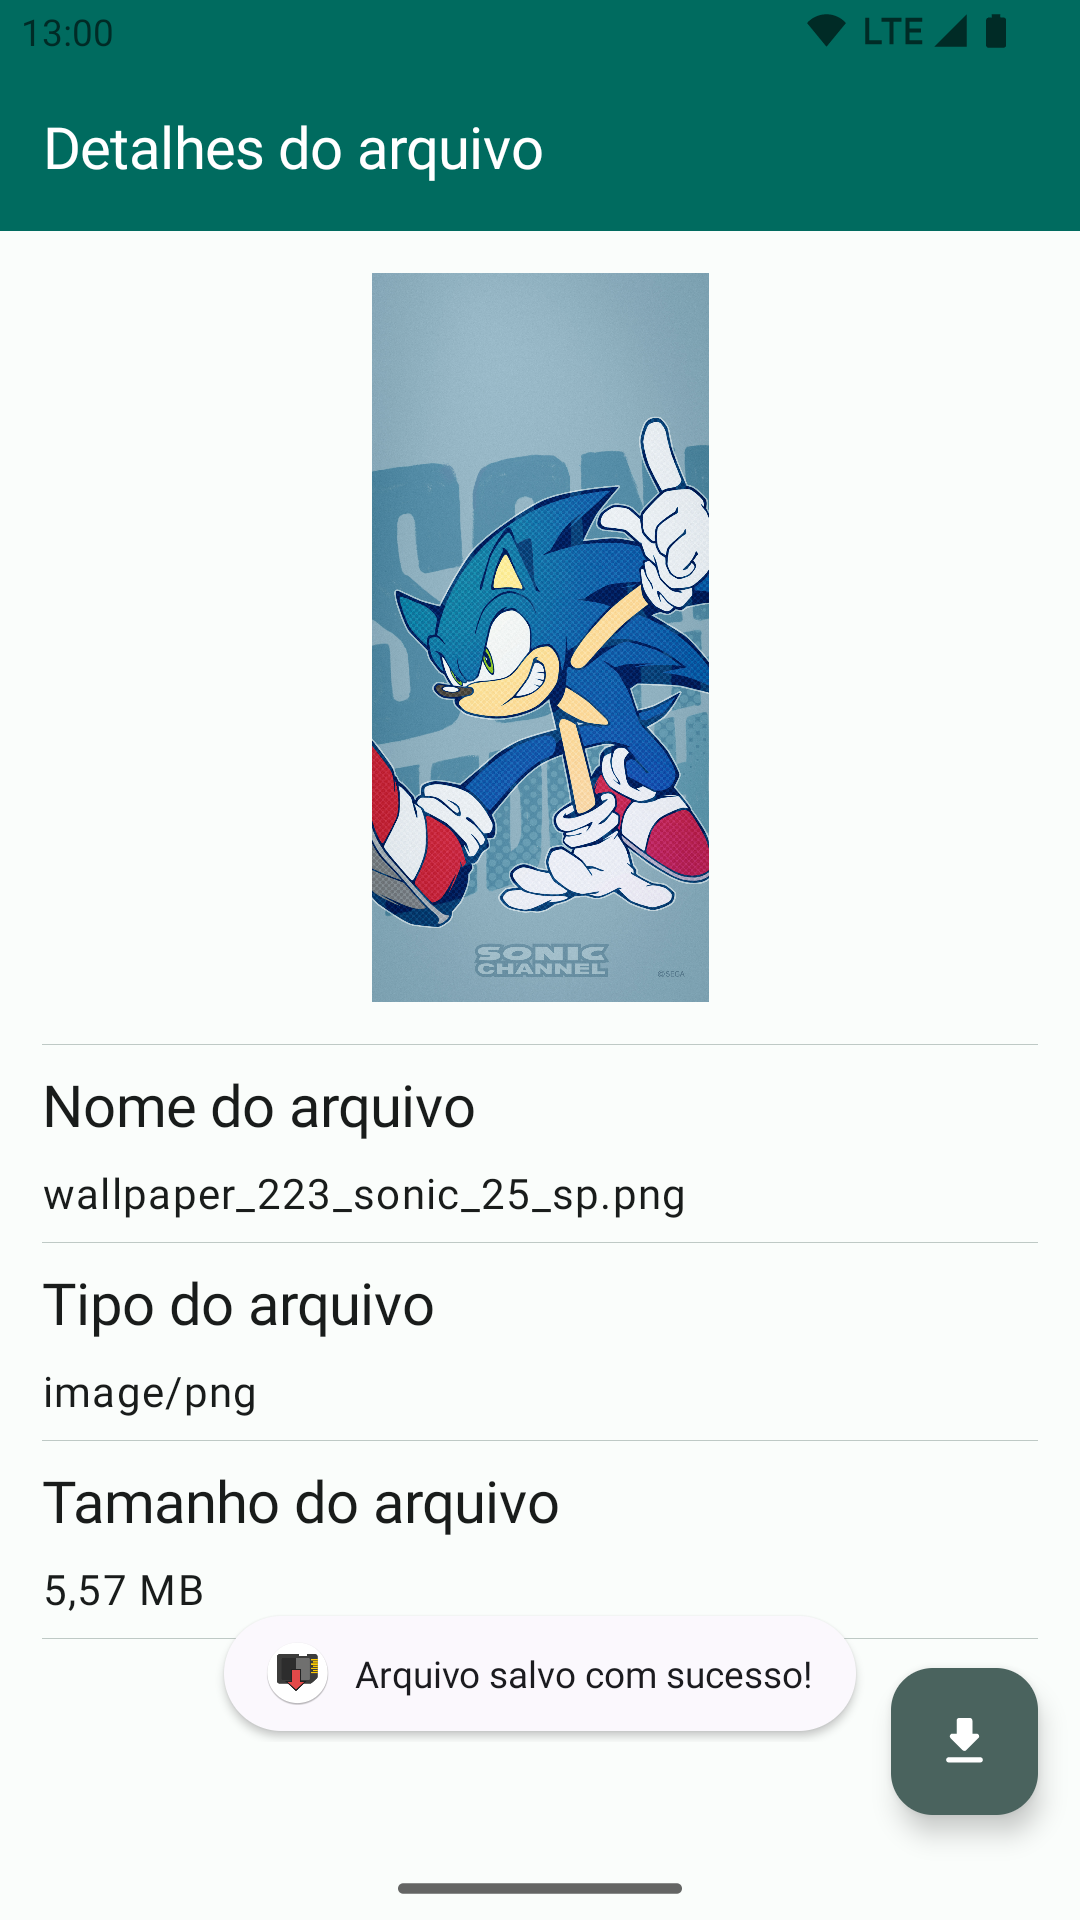 13:00
LTE
Detalhes do arquivo
SONIC
CHANNEL
©SEGA
Nome do arquivo
wallpaper_223_sonic_25_sp.png
Tipo do arquivo
image/png
Tamanho do arquivo
5,57 MB
Arquivo salvo com sucesso!